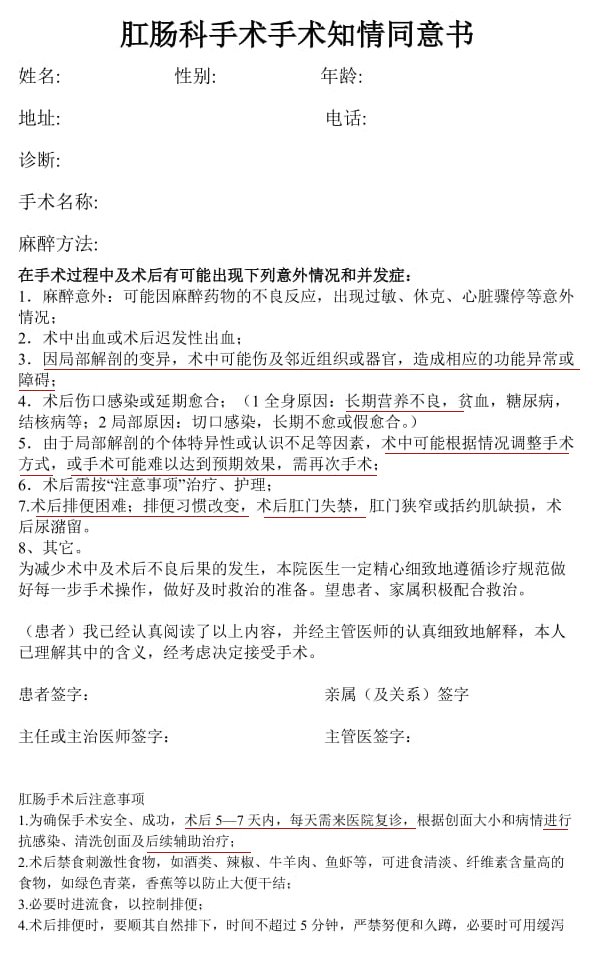 肛肠科手术手术知情同意书
姓名: 性别: 年龄:
地址: 电话:
诊断:
手术名称:
麻醉方法:
在手术过程中及术后有可能出现下列意外情况和并发症：
1．麻醉意外：可能因麻醉药物的不良反应，出现过敏、休克、心脏骤停等意外
情况；
2．术中出血或术后迟发性出血；
3．因局部解剖的变异，术中可能伤及邻近组织或器官，造成相应的功能异常或
障碍；
4．术后伤口感染或延期愈合；（1 全身原因：长期营养不良，贫血，糖尿病，
结核病等；2 局部原因：切口感染，长期不愈或假愈合。）
5．由于局部解剖的个体特异性或认识不足等因素，术中可能根据情况调整手术
方式，或手术可能难以达到预期效果，需再次手术；
6．术后需按“注意事项”治疗、护理；
7.术后排便困难；排便习惯改变，术后肛门失禁，肛门狭窄或括约肌缺损，术
后尿潴留。
8、其它。
为减少术中及术后不良后果的发生，本院医生一定精心细致地遵循诊疗规范做
好每一步手术操作，做好及时救治的准备。望患者、家属积极配合救治。
（患者）我已经认真阅读了以上内容，并经主管医师的认真细致地解释，本人
已理解其中的含义，经考虑决定接受手术。
患者签字： 亲属（及关系）签字
主任或主治医师签字： 主管医签字：
肛肠手术后注意事项
1.为确保手术安全、成功，术后 5—7 天内，每天需来医院复诊，根据创面大小和病情进行
抗感染、清洗创面及后续辅助治疗；
2.术后禁食刺激性食物，如酒类、辣椒、牛羊肉、鱼虾等，可进食清淡、纤维素含量高的
食物，如绿色青菜，香蕉等以防止大便干结；
3.必要时进流食，以控制排便；
4.术后排便时，要顺其自然排下，时间不超过 5 分钟，严禁努便和久蹲，必要时可用缓泻